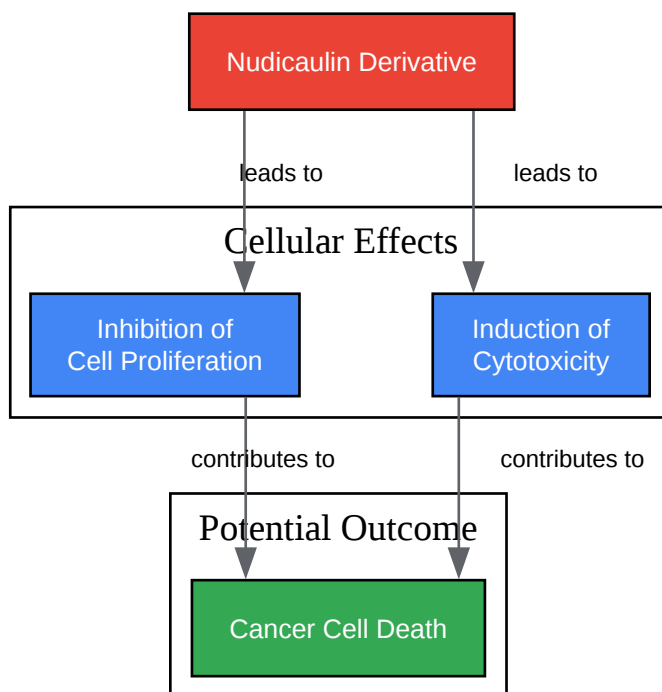 Nudicaulin Derivative
leads to
leads to
Cellular Effects
Inhibition of
Cell Proliferation
Induction of
Cytotoxicity
contributes to
contributes to
Potential Outcome
Cancer Cell Death